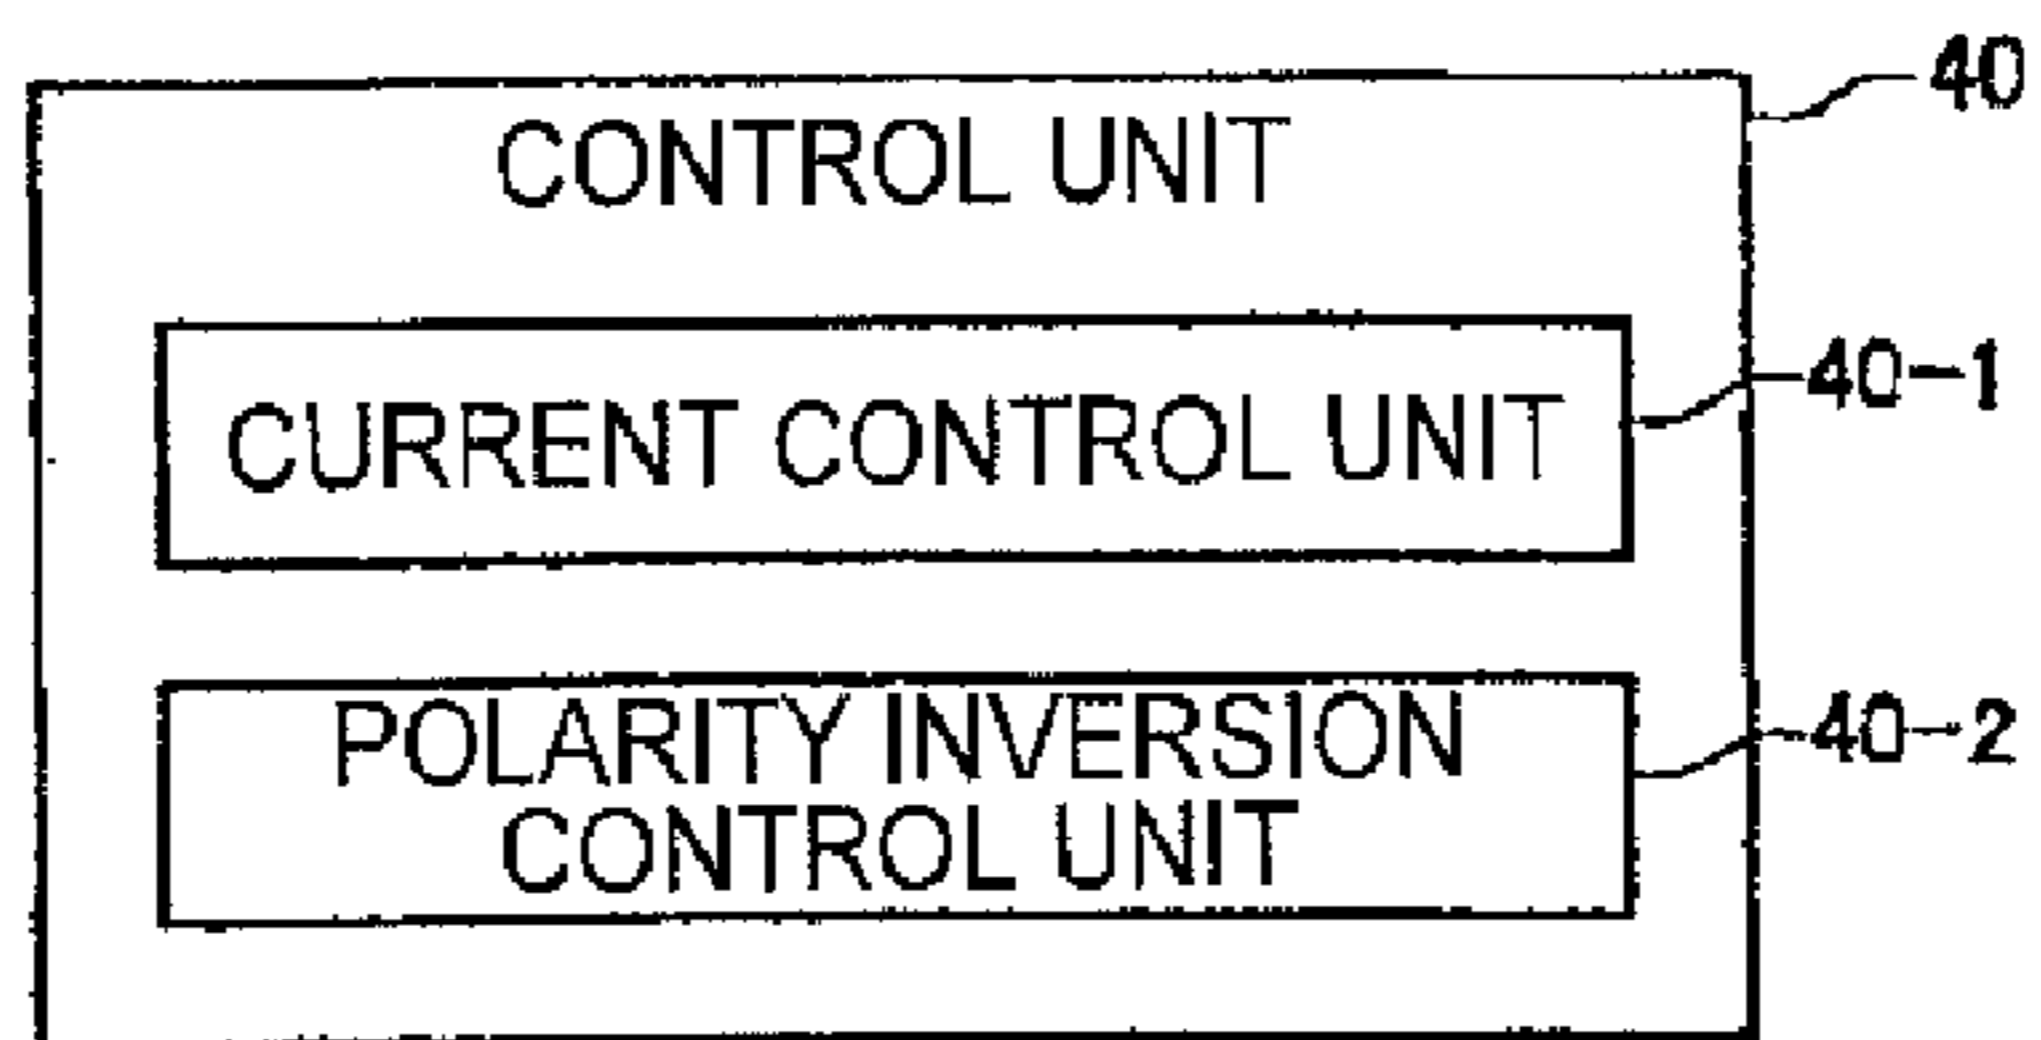 40
CONTROL UNIT
40-1
CURRENT CONTROL UNIT
40-2
POLARITY INVERSION
CONTROL UNIT